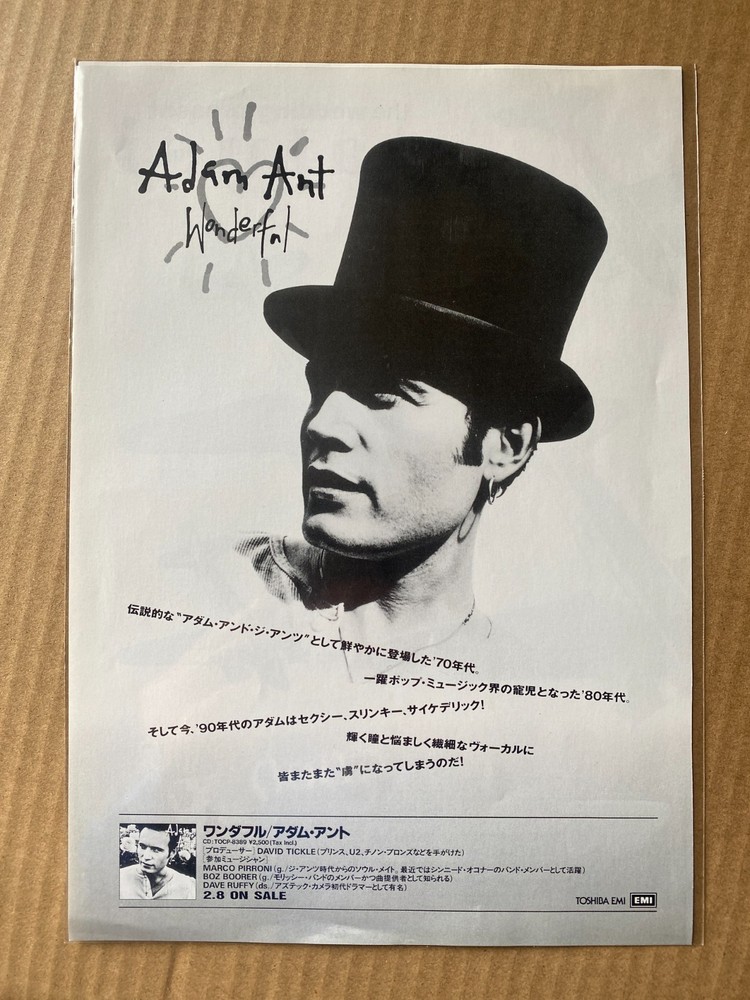 Adam Ant
Wonderful
伝説的な"アダム・アンド・ジ・アンツ"として鮮やかに登場した'70年代。
一躍ポップ・ミュージック界の寵児となった'80年代。
そして今、'90年代のアダムはセクシー、スリンキー、サイケデリック!
輝く瞳と悩ましく繊細なヴォーカルに
皆またまた"虜"になってしまうのだ!
ワンダフル/アダム・アント
CD:TOCP-8389 ¥2,500(Tax Incl.)
[プロデューサー] DAVID TICKLE (プリンス、U2、チノン・ブロンズなどを手がけた)
[参加ミュージシャン]
MARCO PIRRONI (g./ジ・アンツ時代からのソウル・メイト。最近ではシンニード・オコナーのバンド・メンバーとして活躍)
BOZ BOORER (g./モリッシー・バンドのメンバーかつ曲提供者として知られる)
DAVE RUFFY (ds./アズテック・カメラ初代ドラマーとして有名)
2.8 ON SALE
TOSHIBA EMI EMI